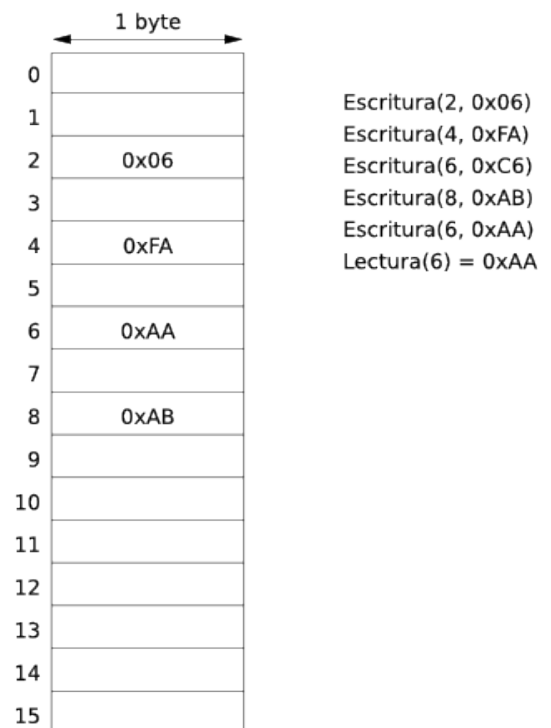 1 byte
0
1
2 0x06
3
4 0xFA
5
6 0xAA
7
8 0xAB
9
10
11
12
13
14
15
Escritura(2, 0x06)
Escritura(4, 0xFA)
Escritura(6, 0xC6)
Escritura(8, 0xAB)
Escritura(6, 0xAA)
Lectura(6) = 0xAA